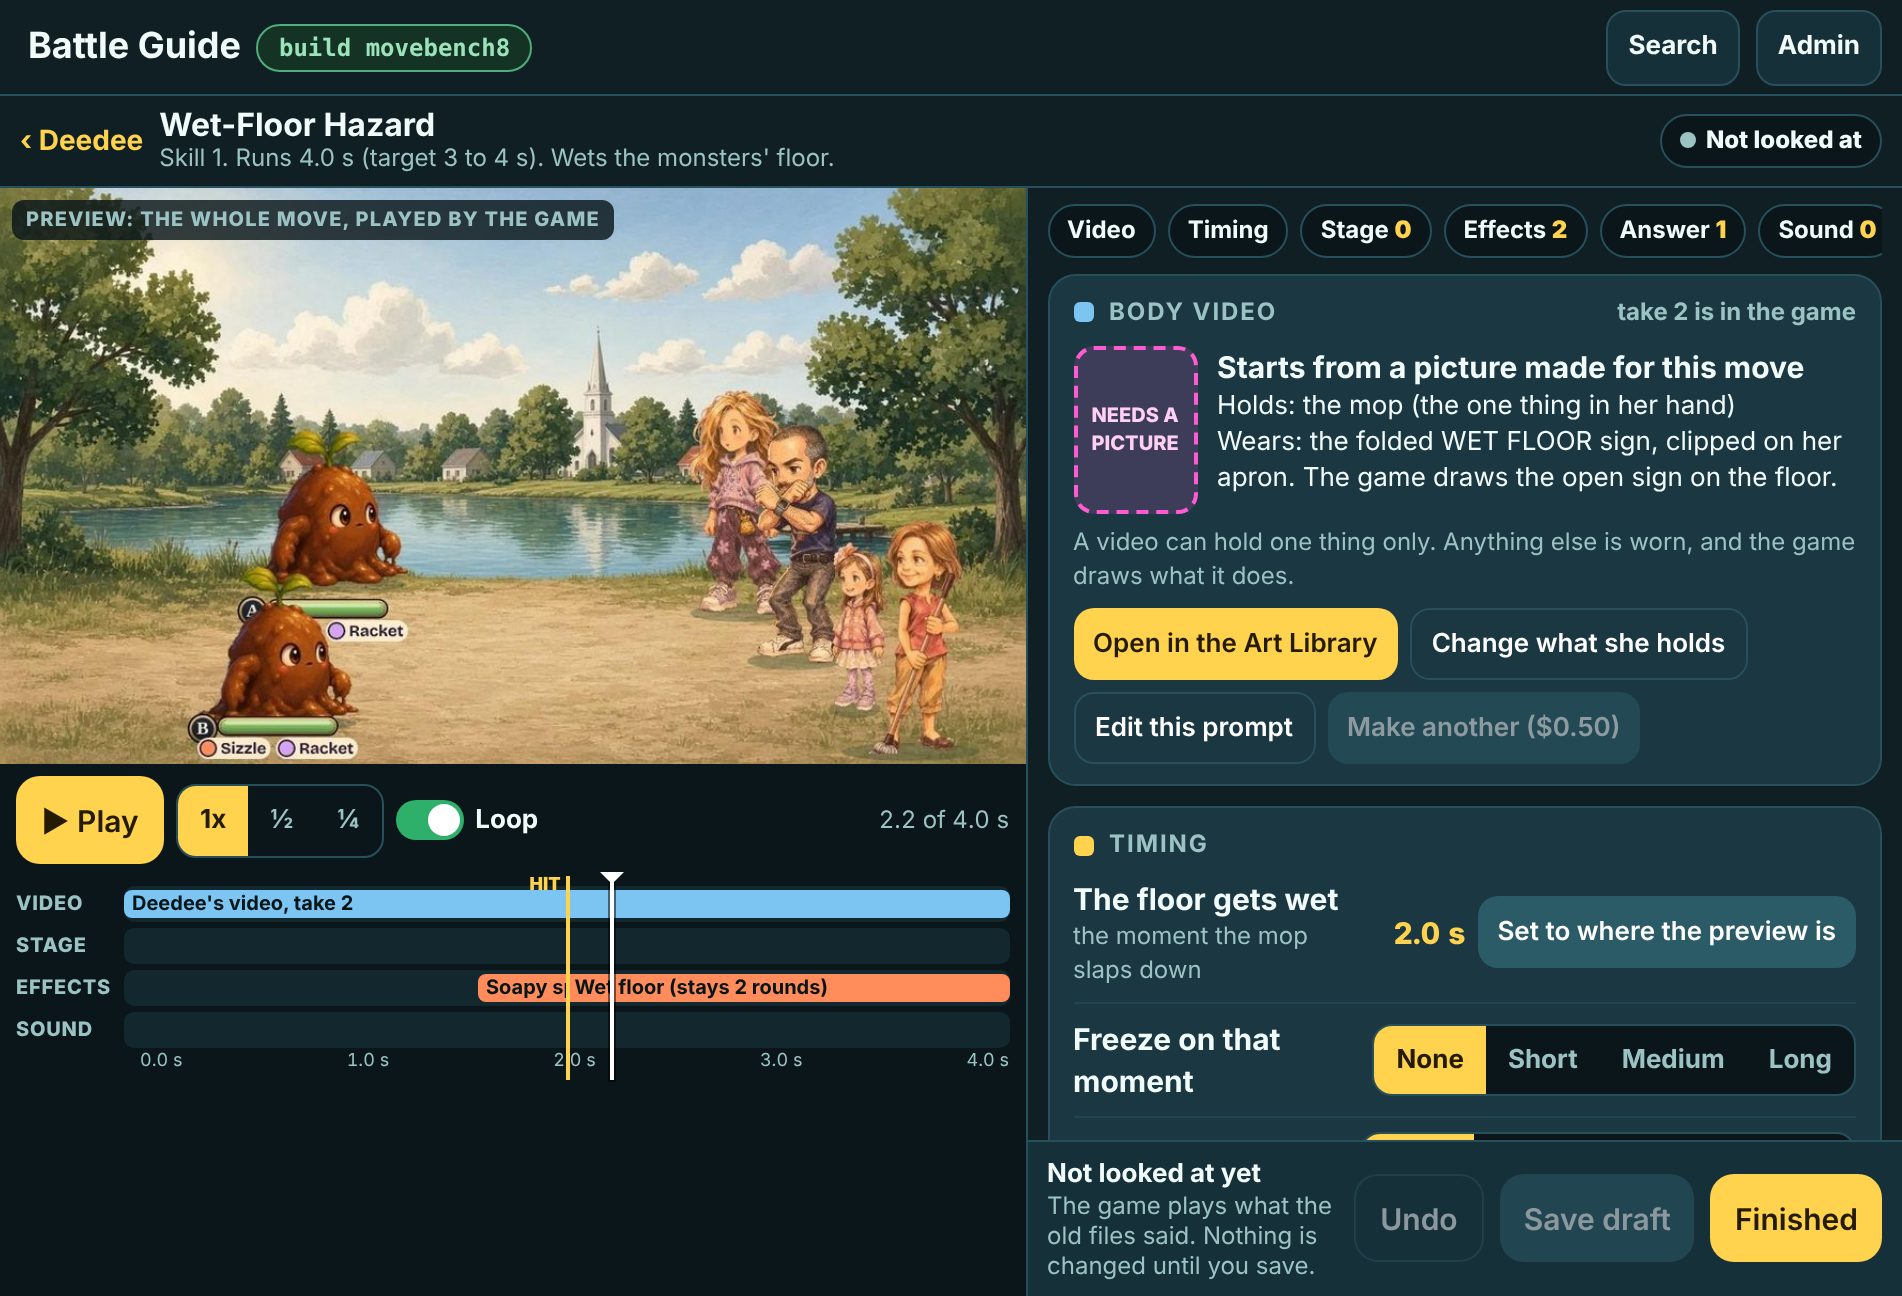 Battle Guide
build movebench8
Search
Admin
‹ Deedee
Wet-Floor Hazard
Skill 1. Runs 4.0 s (target 3 to 4 s). Wets the monsters' floor.
Not looked at
PREVIEW: THE WHOLE MOVE, PLAYED BY THE GAME
A
Racket
B
Sizzle
Racket
▶ Play
1x
½
¼
Loop
2.2 of 4.0 s
HIT
VIDEO
Deedee's video, take 2
STAGE
EFFECTS
Soapy s
Wet floor (stays 2 rounds)
SOUND
0.0 s
1.0 s
2.0 s
3.0 s
4.0 s
Video
Timing
Stage 0
Effects 2
Answer 1
Sound 0
BODY VIDEO
take 2 is in the game
NEEDS A
PICTURE
Starts from a picture made for this move
Holds: the mop (the one thing in her hand)
Wears: the folded WET FLOOR sign, clipped on her
apron. The game draws the open sign on the floor.
A video can hold one thing only. Anything else is worn, and the game
draws what it does.
Open in the Art Library
Change what she holds
Edit this prompt
Make another ($0.50)
TIMING
The floor gets wet
the moment the mop
slaps down
2.0 s
Set to where the preview is
Freeze on that
moment
None
Short
Medium
Long
Not looked at yet
The game plays what the
old files said. Nothing is
changed until you save.
Undo
Save draft
Finished